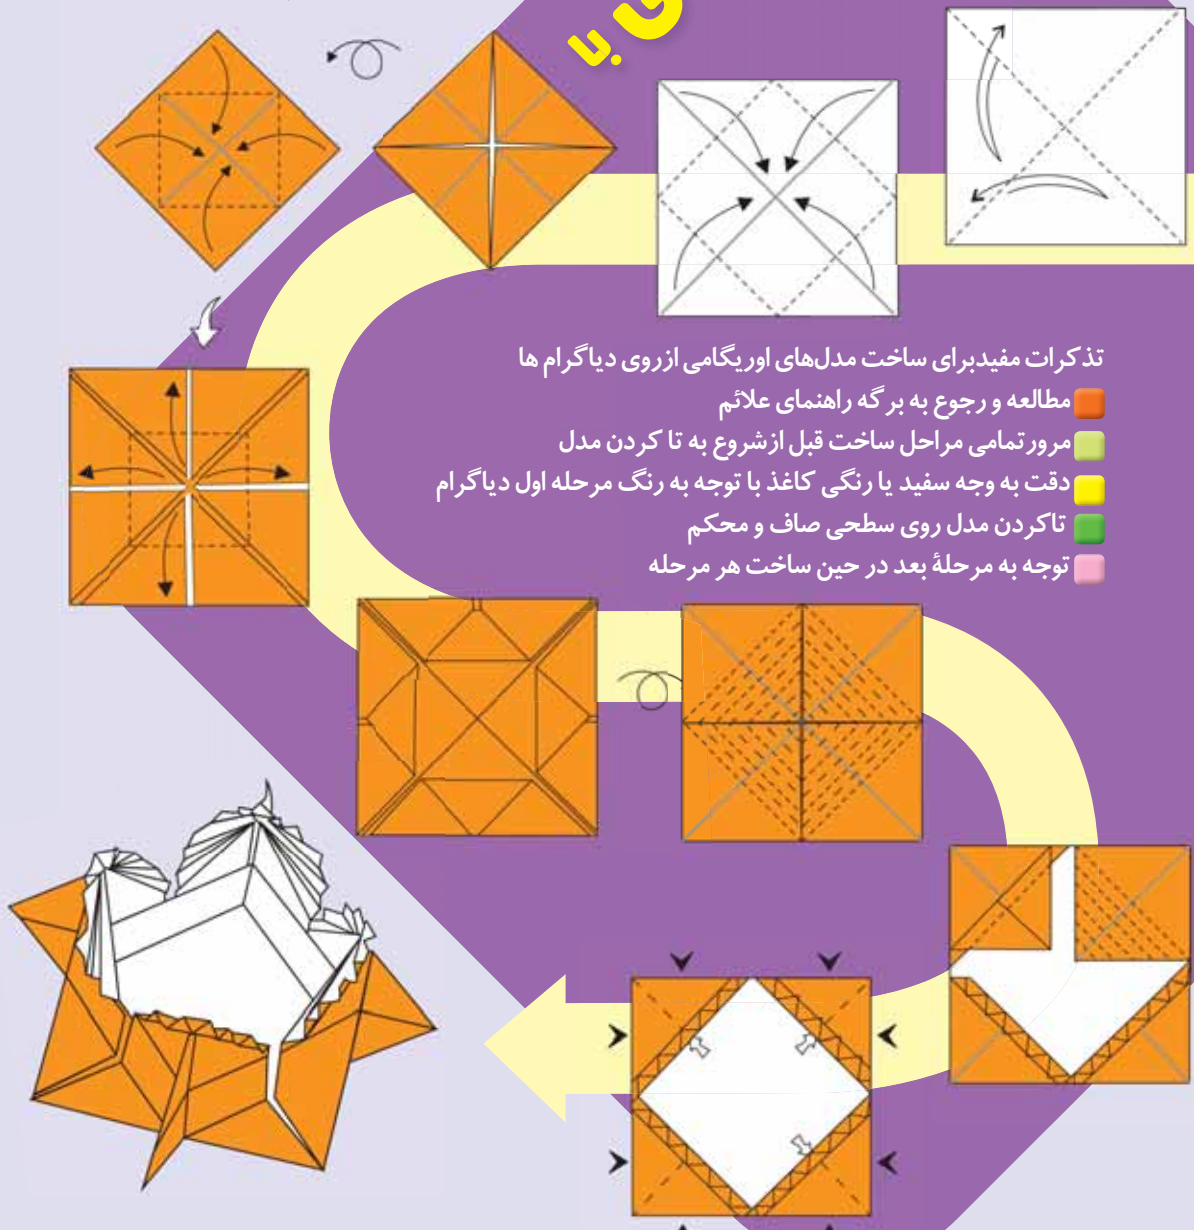 با
تذکرات مفیدبرای ساخت مدل‌های اوریگامی ازروی دیاگرام ها
مطالعه و رجوع به برگه راهنمای علائم
مرورتمامی مراحل ساخت قبل ازشروع به تا کردن مدل
دقت به وجه سفید یا رنگی کاغذ با توجه به رنگ مرحله اول دیاگرام
تاکردن مدل روی سطحی صاف و محکم
توجه به مرحلهٔ بعد در حین ساخت هر مرحله